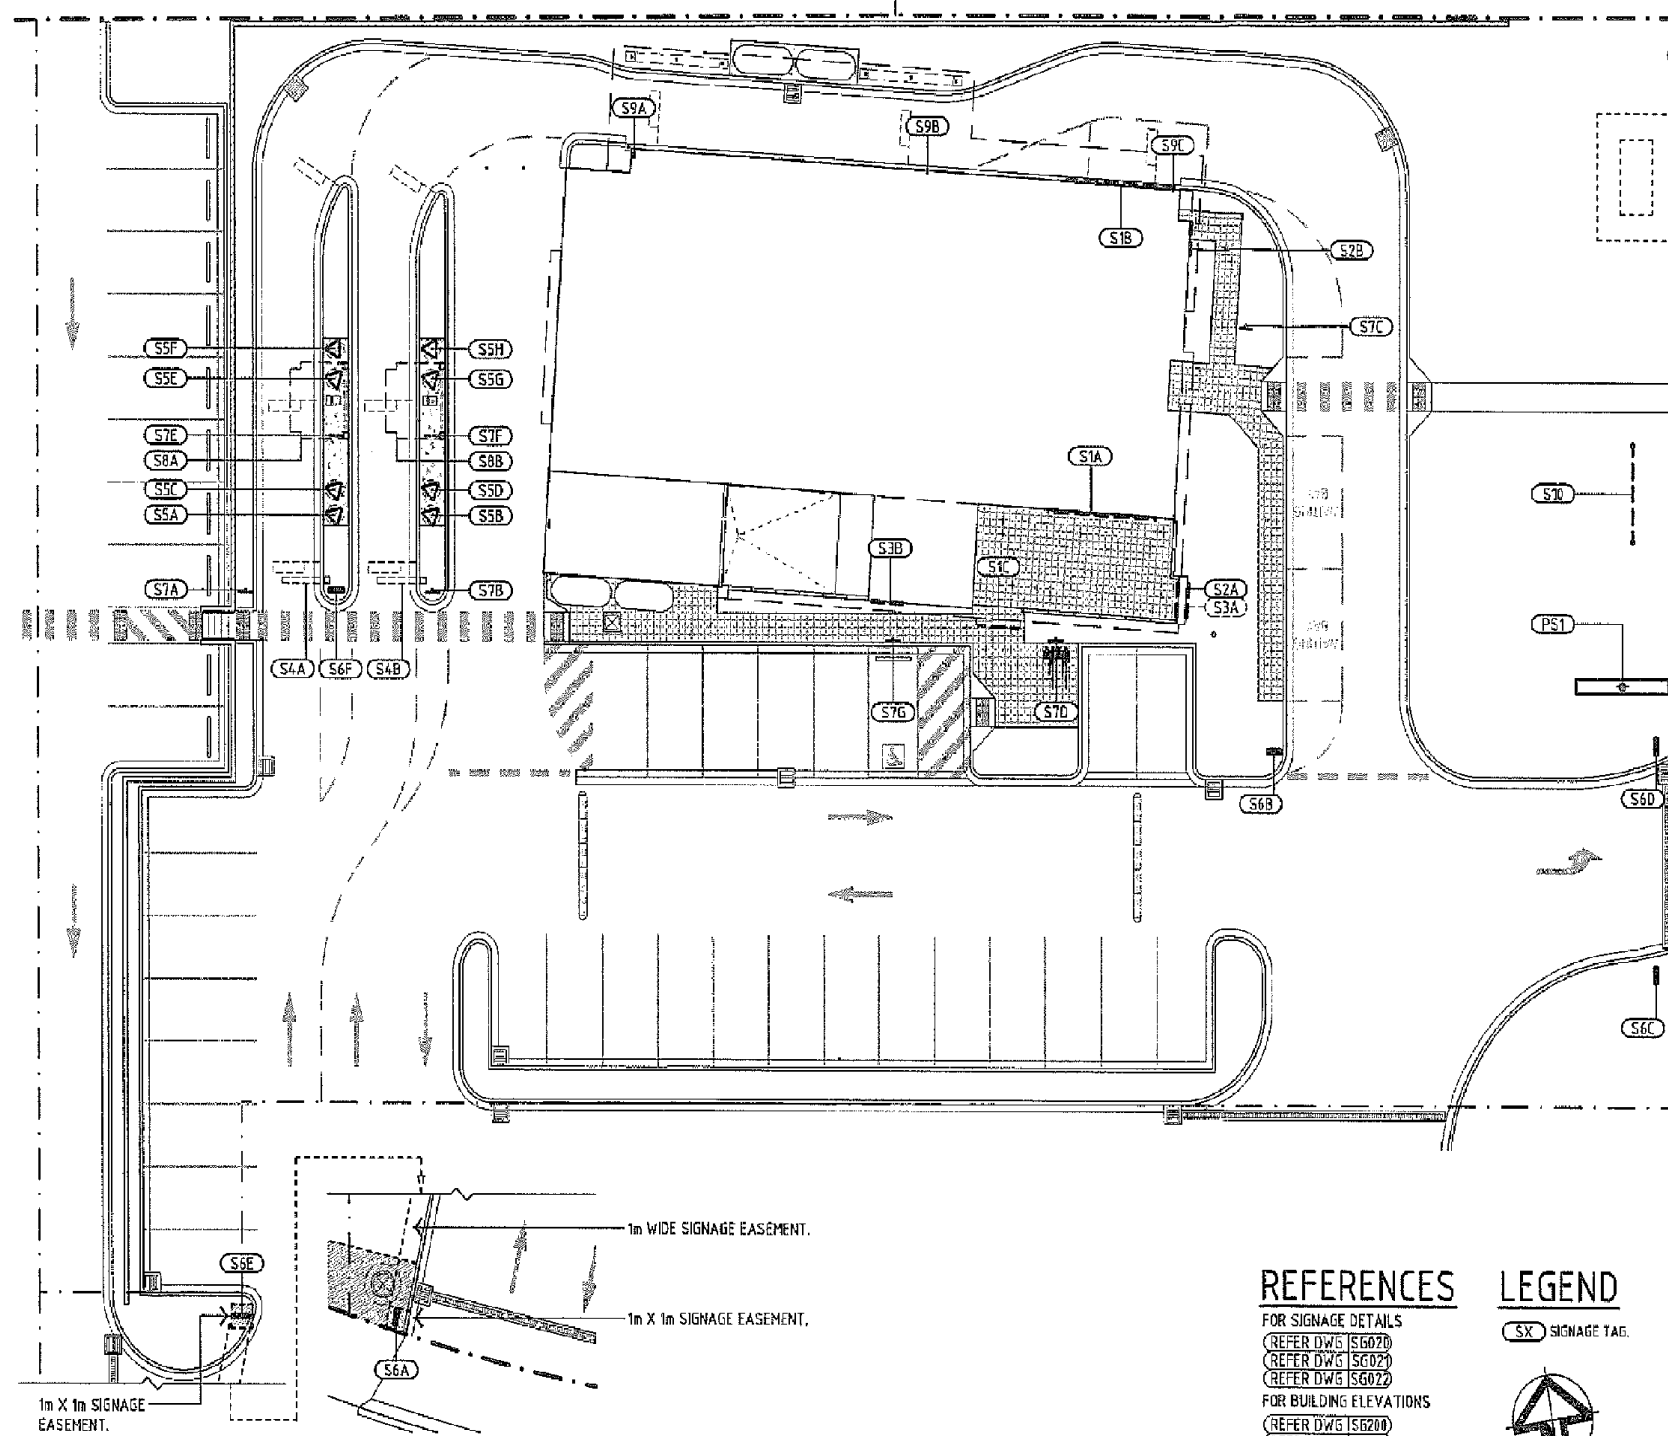 S9A
S9B
S9C
S1B
S2B
S7C
S5F
S5H
S5E
S5G
S7E
S7F
S8A
S8B
S1A
S5C
S5D
S10
S5A
S5B
S3B
S1C
S7A
S7B
S2A
S3A
PS1
S4A
S6F
S4B
S7G
S7D
S6B
S6D
S6C
1m WIDE SIGNAGE EASEMENT.
S6E
1m X 1m SIGNAGE EASEMENT.
S6A
1m X 1m SIGNAGE
EASEMENT.
REFERENCES
FOR SIGNAGE DETAILS
REFER DWG SG020
REFER DWG SG021
REFER DWG SG022
FOR BUILDING ELEVATIONS
REFER DWG SG200
LEGEND
SX SIGNAGE TAG.